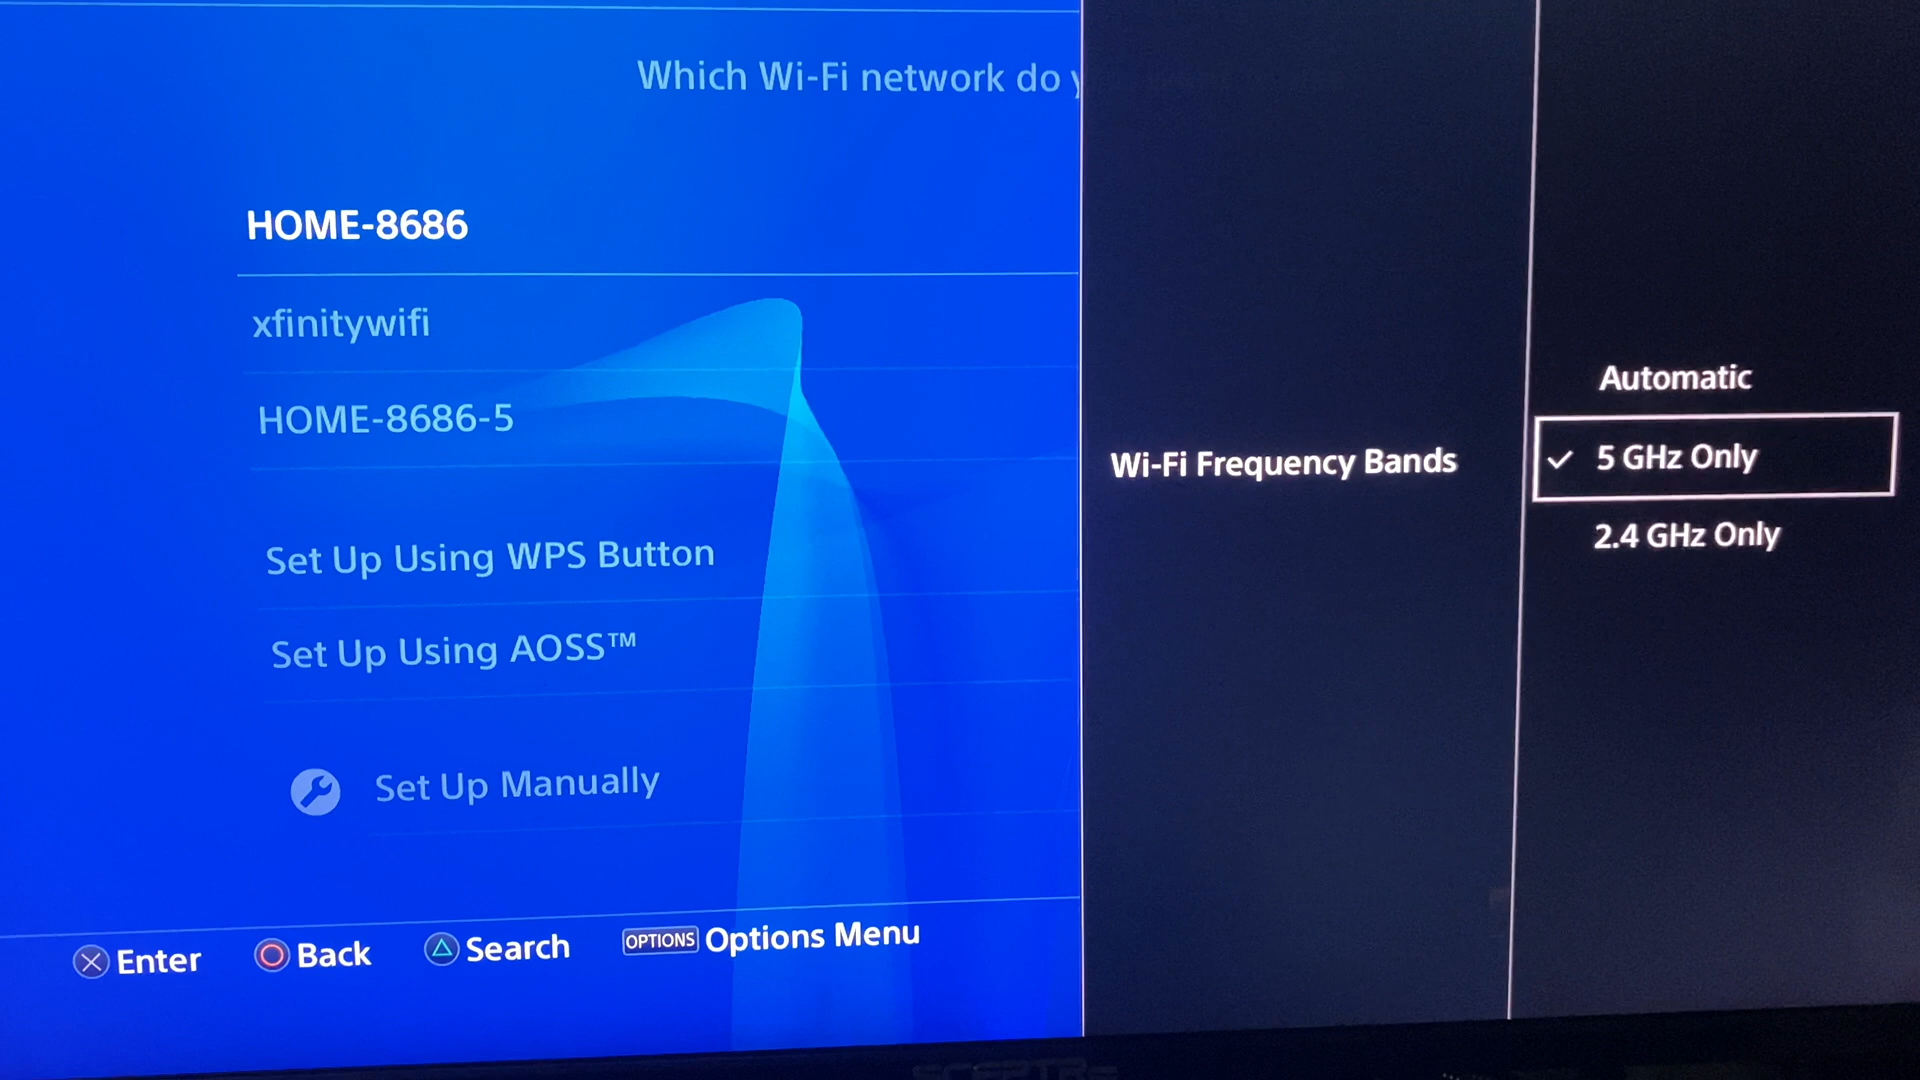 Which Wi-Fi network do
HOME-8686
xfinitywifi
HOME-8686-5
Set Up Using WPS Button
Set Up Using AOSS™
Set Up Manually
Enter Back Search OPTIONS Options Menu
Wi-Fi Frequency Bands
Automatic
✓ 5 GHz Only
2.4 GHz Only
SCEPTRE